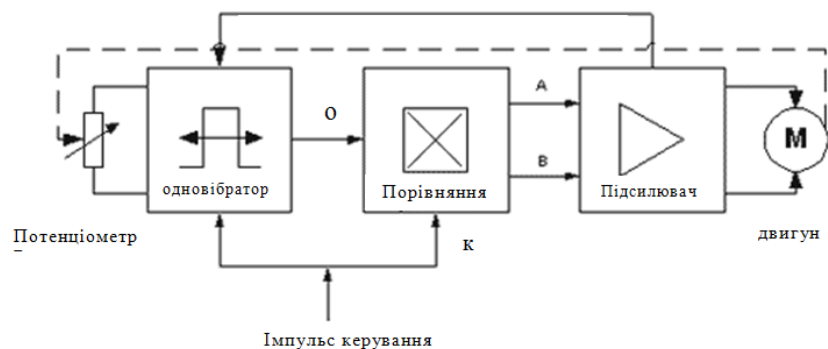 A
O
B
M
одновібратор
Порівняння
Підсилювач
Потенціометр
К
двигун
Імпульс керування